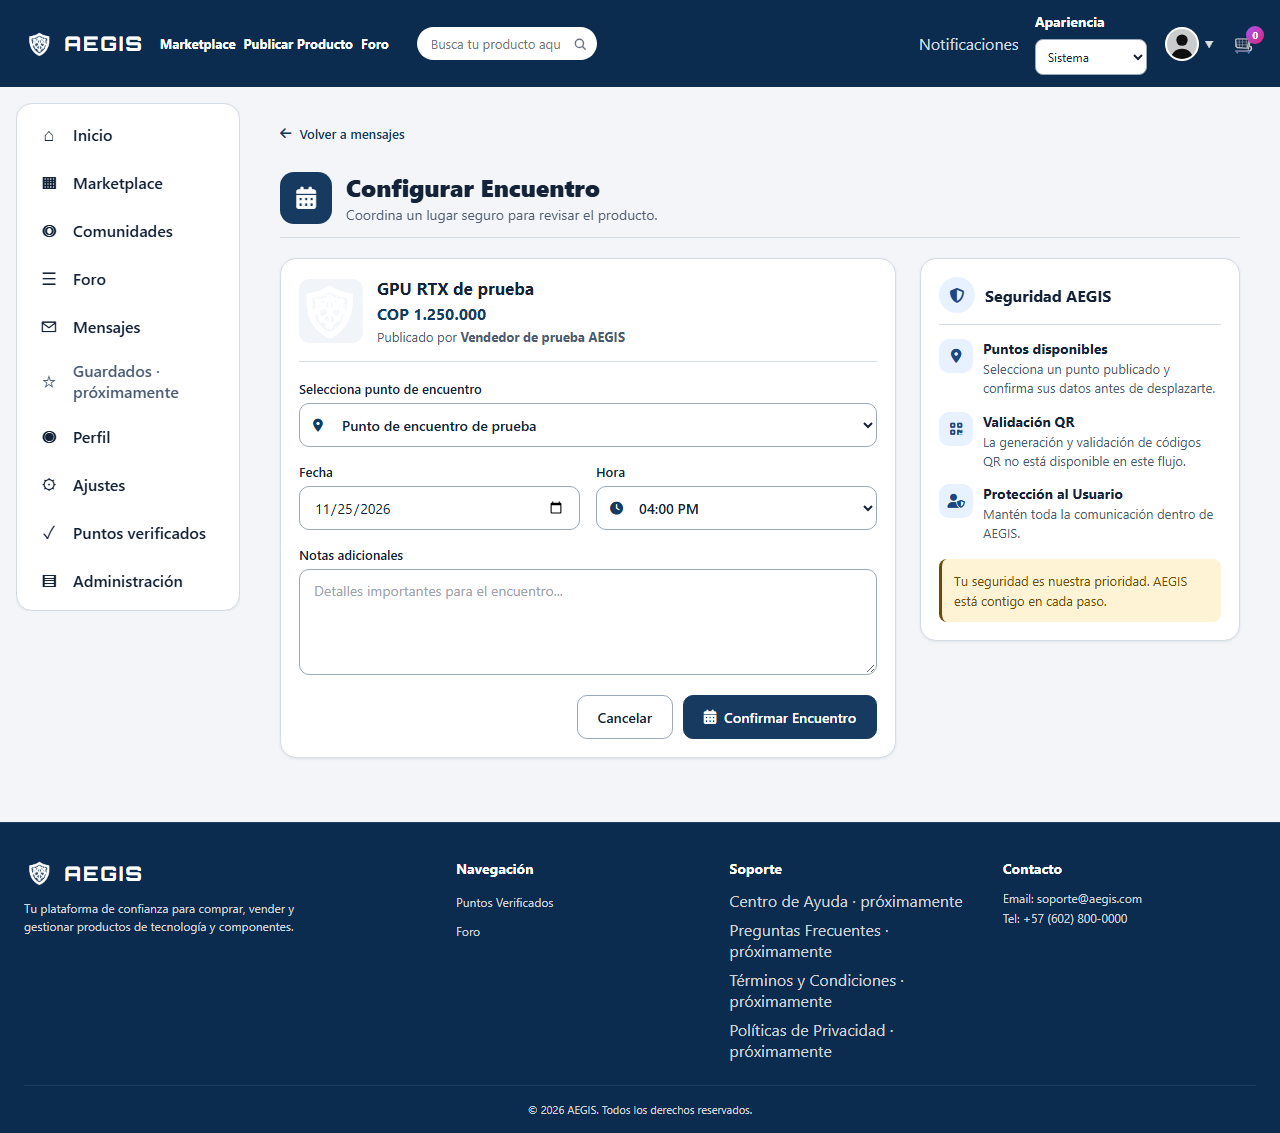 AEGIS
Marketplace
Publicar Producto
Foro
Busca tu producto aqu
Notificaciones
Apariencia
Sistema
0
Inicio
Marketplace
Comunidades
Foro
Mensajes
Guardados ·
próximamente
Perfil
Ajustes
Puntos verificados
Administración
Volver a mensajes
Configurar Encuentro
Coordina un lugar seguro para revisar el producto.
GPU RTX de prueba
COP 1.250.000
Publicado por Vendedor de prueba AEGIS
Selecciona punto de encuentro
Punto de encuentro de prueba
Fecha
11/25/2026
Hora
04:00 PM
Notas adicionales
Detalles importantes para el encuentro...
Cancelar
Confirmar Encuentro
Seguridad AEGIS
Puntos disponibles
Selecciona un punto publicado y
confirma sus datos antes de desplazarte.
Validación QR
La generación y validación de códigos
QR no está disponible en este flujo.
Protección al Usuario
Mantén toda la comunicación dentro de
AEGIS.
Tu seguridad es nuestra prioridad. AEGIS
está contigo en cada paso.
AEGIS
Tu plataforma de confianza para comprar, vender y
gestionar productos de tecnología y componentes.
Navegación
Puntos Verificados
Foro
Soporte
Centro de Ayuda · próximamente
Preguntas Frecuentes ·
próximamente
Términos y Condiciones ·
próximamente
Políticas de Privacidad ·
próximamente
Contacto
Email: soporte@aegis.com
Tel: +57 (602) 800-0000
© 2026 AEGIS. Todos los derechos reservados.